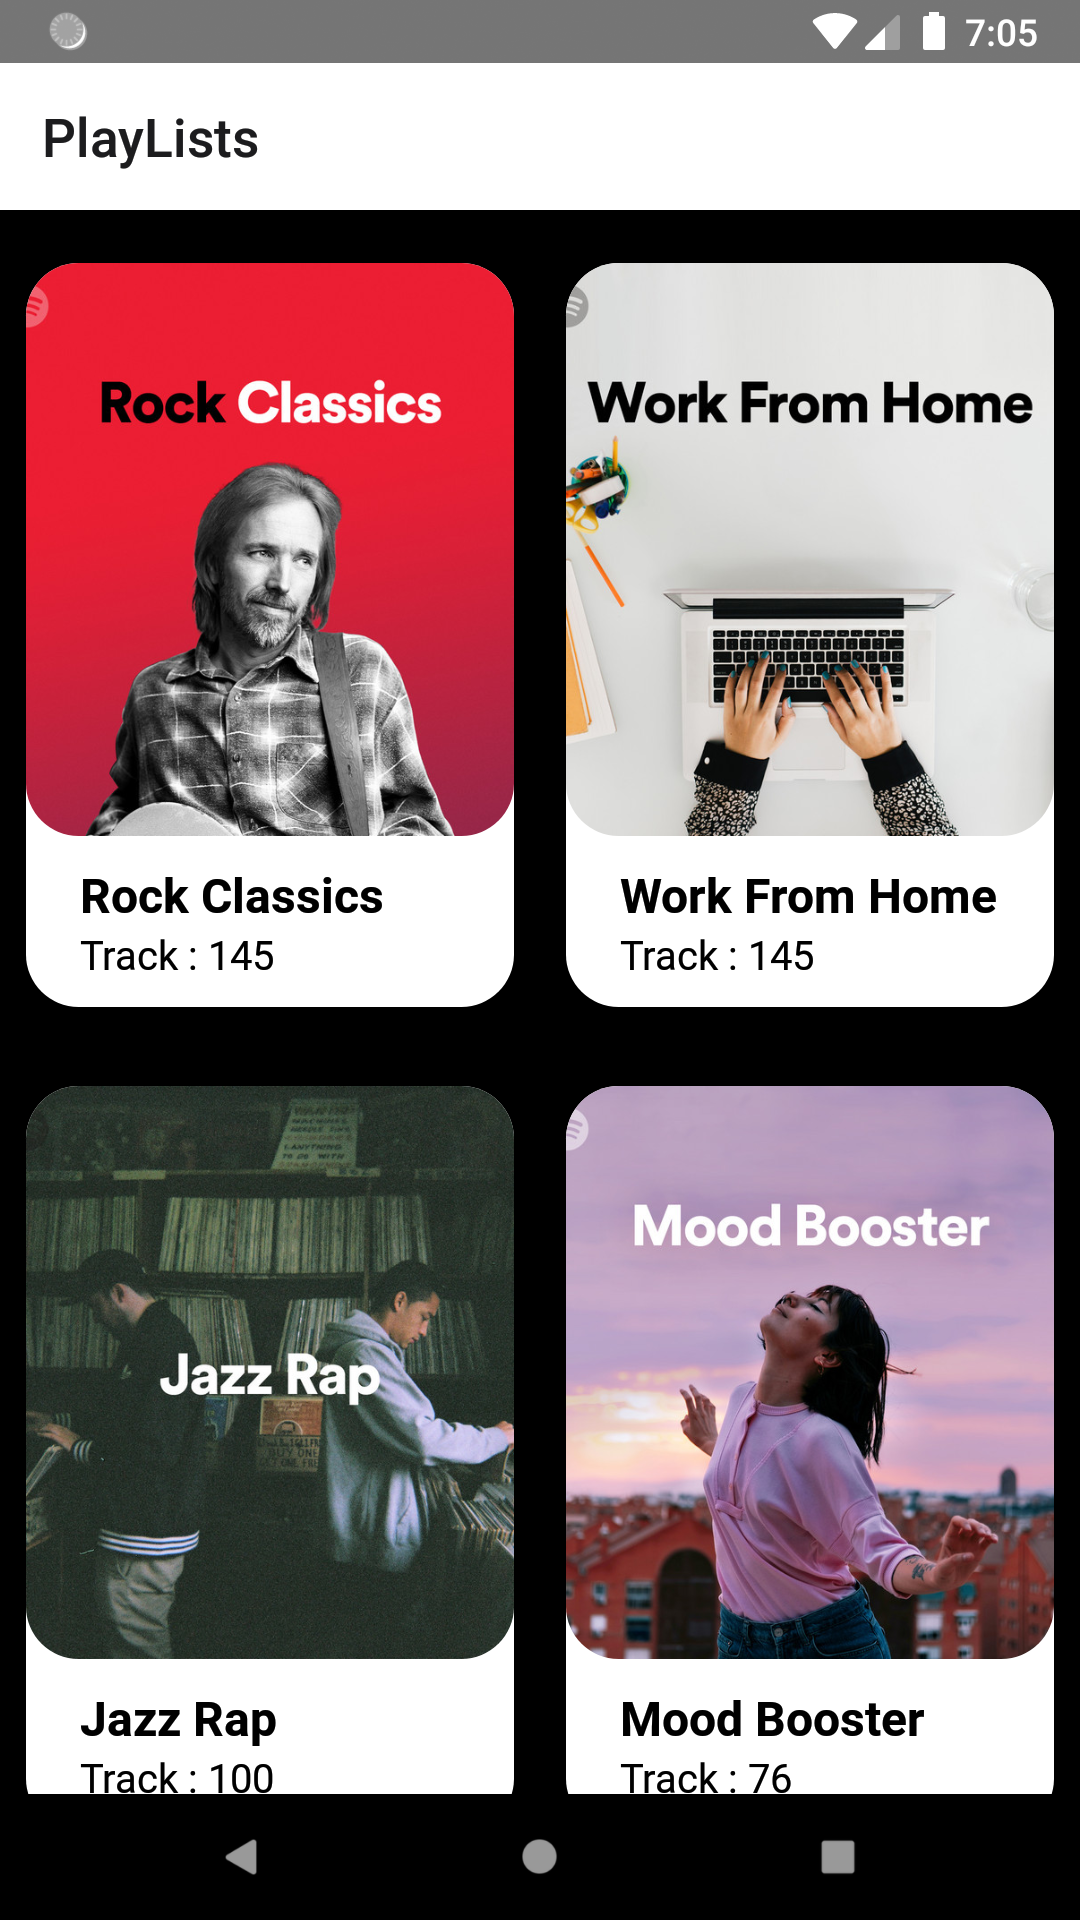 7:05
PlayLists
Rock Classics
Work From Home
Rock Classics
Track : 145
Work From Home
Track : 145
Jazz Rap
Mood Booster
Jazz Rap
Track : 100
Mood Booster
Track : 76